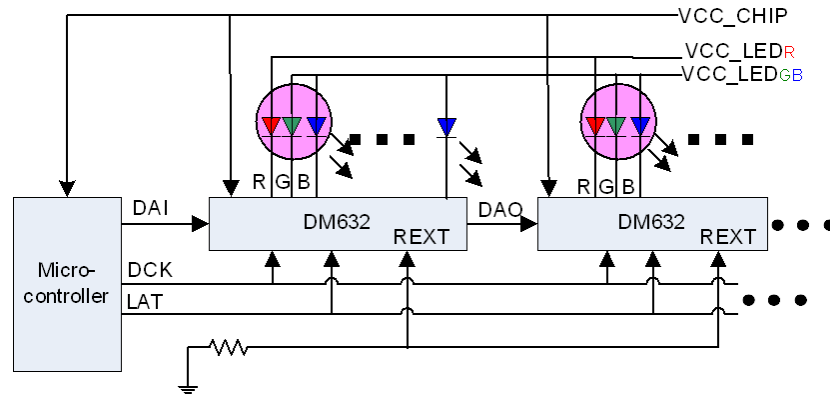 VCC_CHIP
VCC_LEDR
VCC_LEDGB
R G B
R G B
DAI
DM632
REXT
DAO
DM632
REXT
Micro-
controller
DCK
LAT